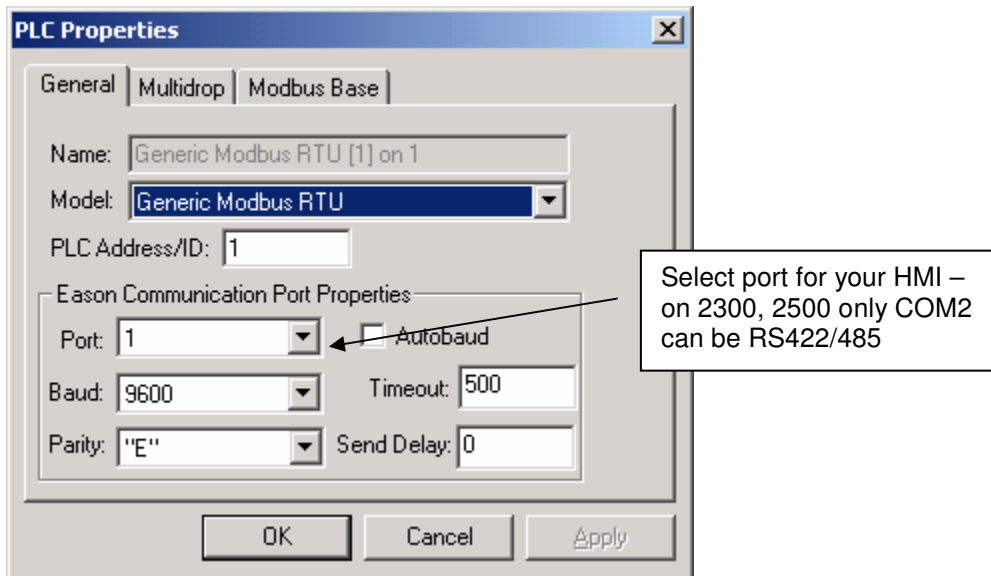 PLC Properties
General Multidrop Modbus Base
Name: Generic Modbus RTU [1] on 1
Model: Generic Modbus RTU
PLC Address/ID: 1
Eason Communication Port Properties
Port: 1 Autobaud
Baud: 9600 Timeout: 500
Parity: "E" Send Delay: 0
OK Cancel Apply
Select port for your HMI –
on 2300, 2500 only COM2
can be RS422/485